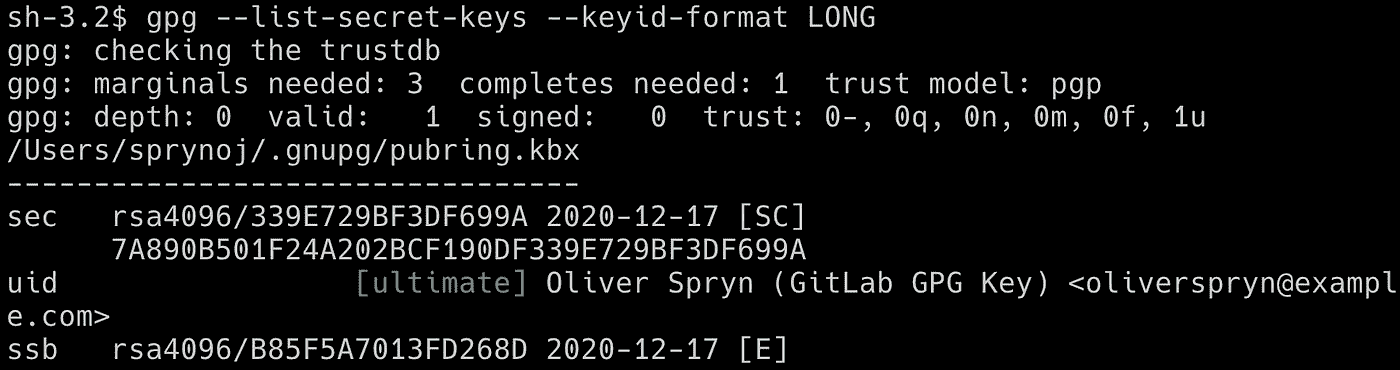 sh-3.2$ gpg --list-secret-keys --keyid-format LONG
gpg: checking the trustdb
gpg: marginals needed: 3  completes needed: 1  trust model: pgp
gpg: depth: 0  valid:   1  signed:   0  trust: 0-, 0q, 0n, 0m, 0f, 1u
/Users/sprynoj/.gnupg/pubring.kbx
---------------------------------
sec   rsa4096/339E729BF3DF699A 2020-12-17 [SC]
      7A890B501F24A202BCF190DF339E729BF3DF699A
uid                 [ultimate] Oliver Spryn (GitLab GPG Key) <oliverspryn@exampl
e.com>
ssb   rsa4096/B85F5A7013FD268D 2020-12-17 [E]